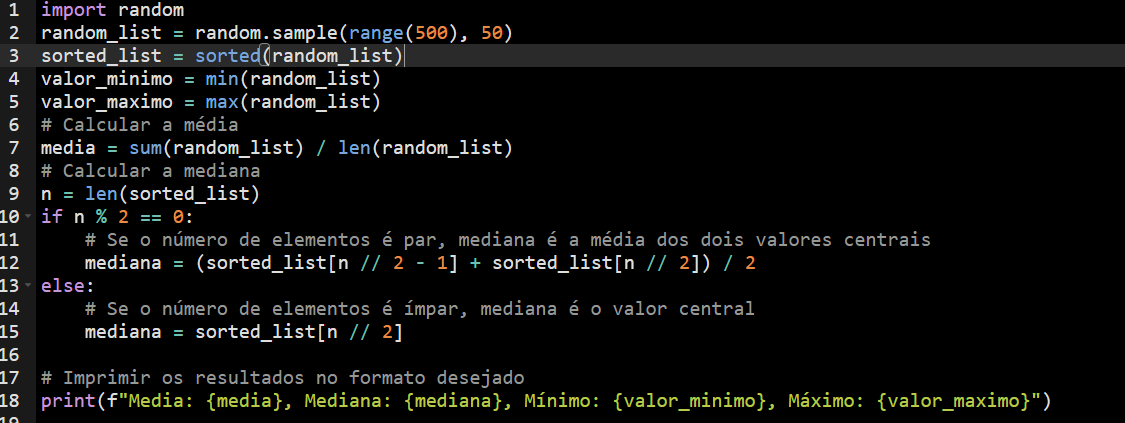 1 import random
2 random_list = random.sample(range(500), 50)
3 sorted_list = sorted(random_list)
4 valor_minimo = min(random_list)
5 valor_maximo = max(random_list)
6 # Calcular a média
7 media = sum(random_list) / len(random_list)
8 # Calcular a mediana
9 n = len(sorted_list)
10 if n % 2 == 0:
11     # Se o número de elementos é par, mediana é a média dos dois valores centrais
12     mediana = (sorted_list[n // 2 - 1] + sorted_list[n // 2]) / 2
13 else:
14     # Se o número de elementos é ímpar, mediana é o valor central
15     mediana = sorted_list[n // 2]
16
17 # Imprimir os resultados no formato desejado
18 print(f"Media: {media}, Mediana: {mediana}, Mínimo: {valor_minimo}, Máximo: {valor_maximo}")